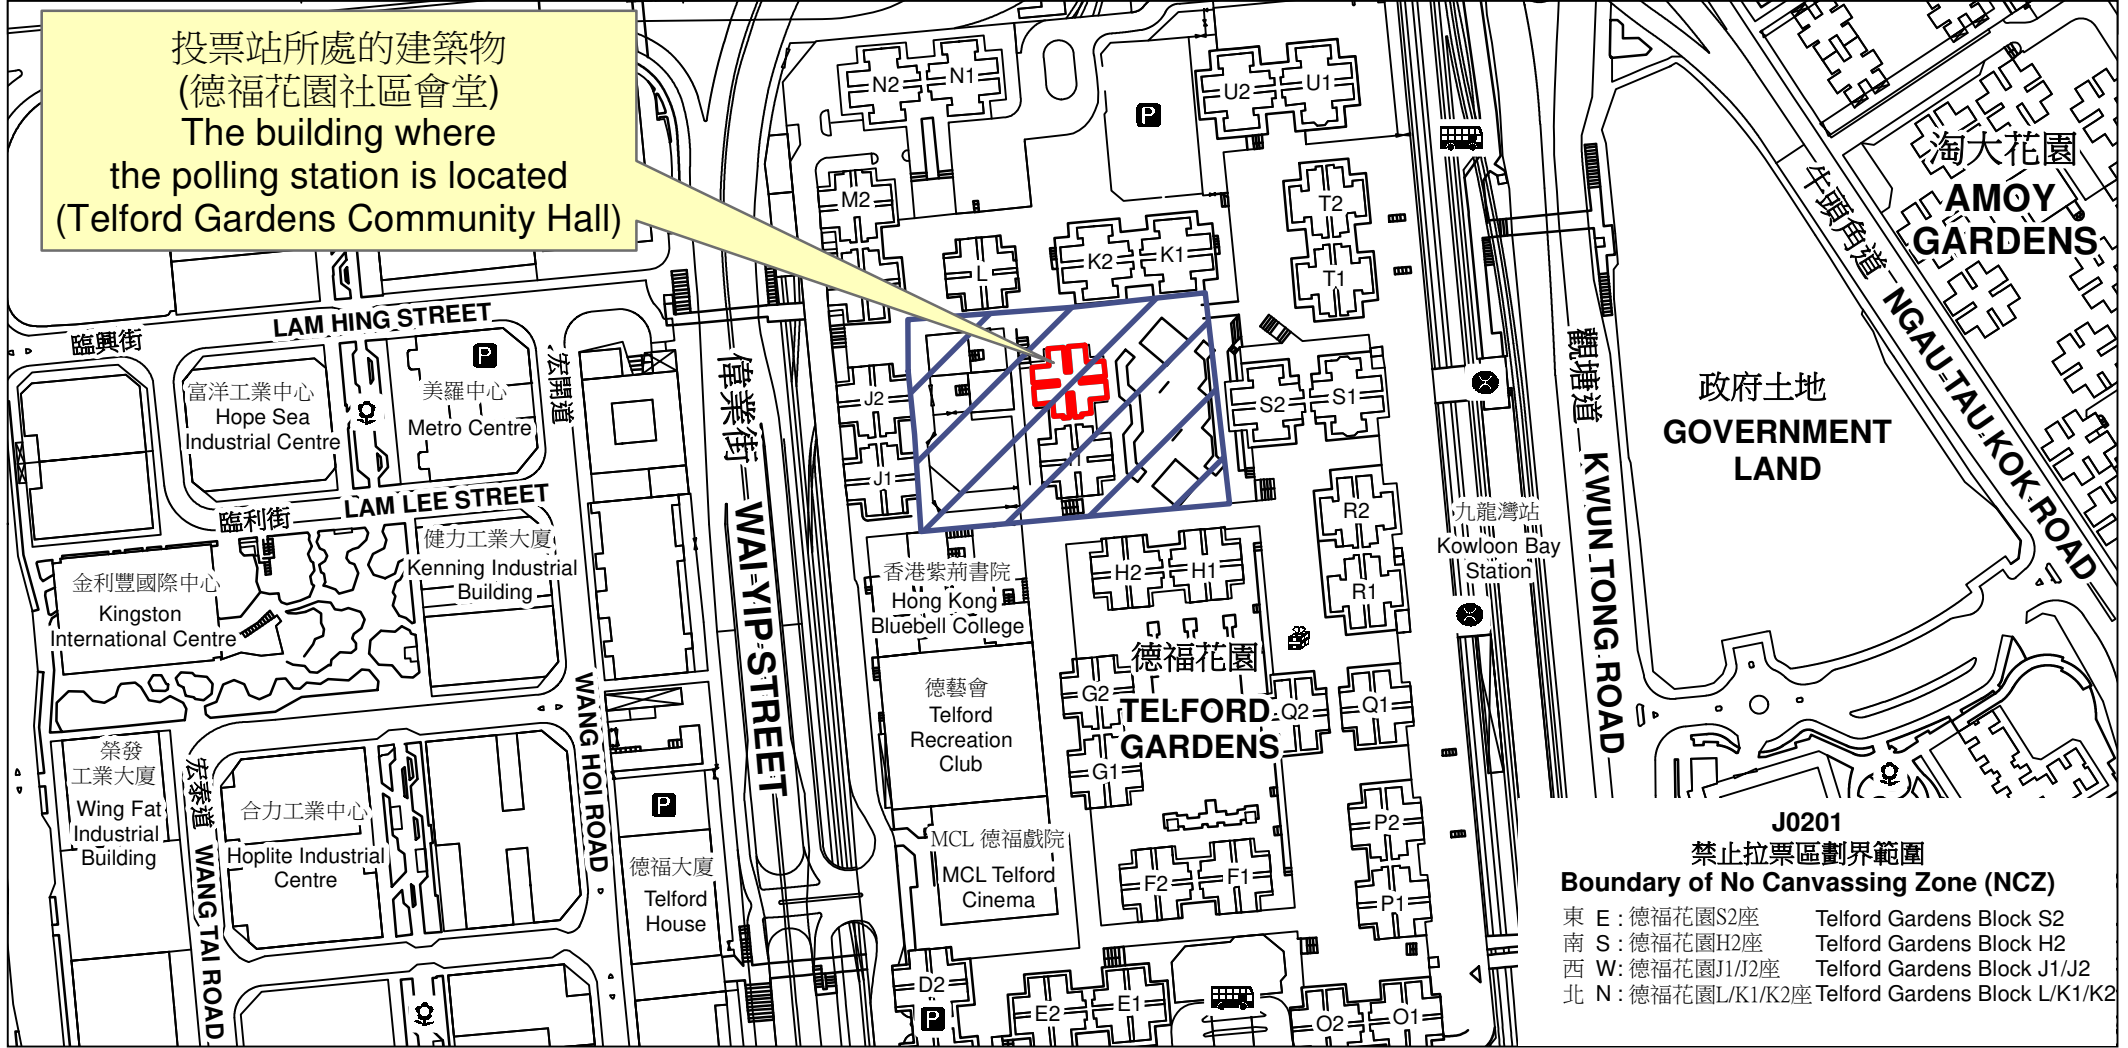 投票站所處的建築物
(德福花園社區會堂)
The building where
the polling station is located
(Telford Gardens Community Hall)
N2
N1
U2
U1
P
M2
T2
T1
K2
K1
L
淘大花園
AMOY
GARDENS
牛頭角道
NGAU TAU KOK ROAD
臨興街
LAM HING STREET
富洋工業中心
Hope Sea
Industrial Centre
P
美羅中心
Metro Centre
宏開道
偉業街
WAI YIP STREET
J2
J1
I
S2
S1
觀塘道
KWUN TONG ROAD
政府土地
GOVERNMENT
LAND
臨利街
LAM LEE STREET
健力工業大廈
Kenning Industrial
Building
金利豐國際中心
Kingston
International Centre
香港紫荊書院
Hong Kong
Bluebell College
H2
H1
R2
R1
九龍灣站
Kowloon Bay
Station
德福花園
TELFORD
GARDENS
G2
G1
Q2
Q1
德藝會
Telford
Recreation
Club
WANG HOI ROAD
榮發
工業大廈
Wing Fat
Industrial
Building
宏泰道
WANG TAI ROAD
合力工業中心
Hoplite Industrial
Centre
P
德福大廈
Telford
House
MCL 德福戲院
MCL Telford
Cinema
F2
F1
P2
P1
D2
P
E2
E1
O2
O1
J0201
禁止拉票區劃界範圍
Boundary of No Canvassing Zone (NCZ)
東 E : 德福花園S2座 Telford Gardens Block S2
南 S : 德福花園H2座 Telford Gardens Block H2
西 W: 德福花園J1/J2座 Telford Gardens Block J1/J2
北 N : 德福花園L/K1/K2座 Telford Gardens Block L/K1/K2